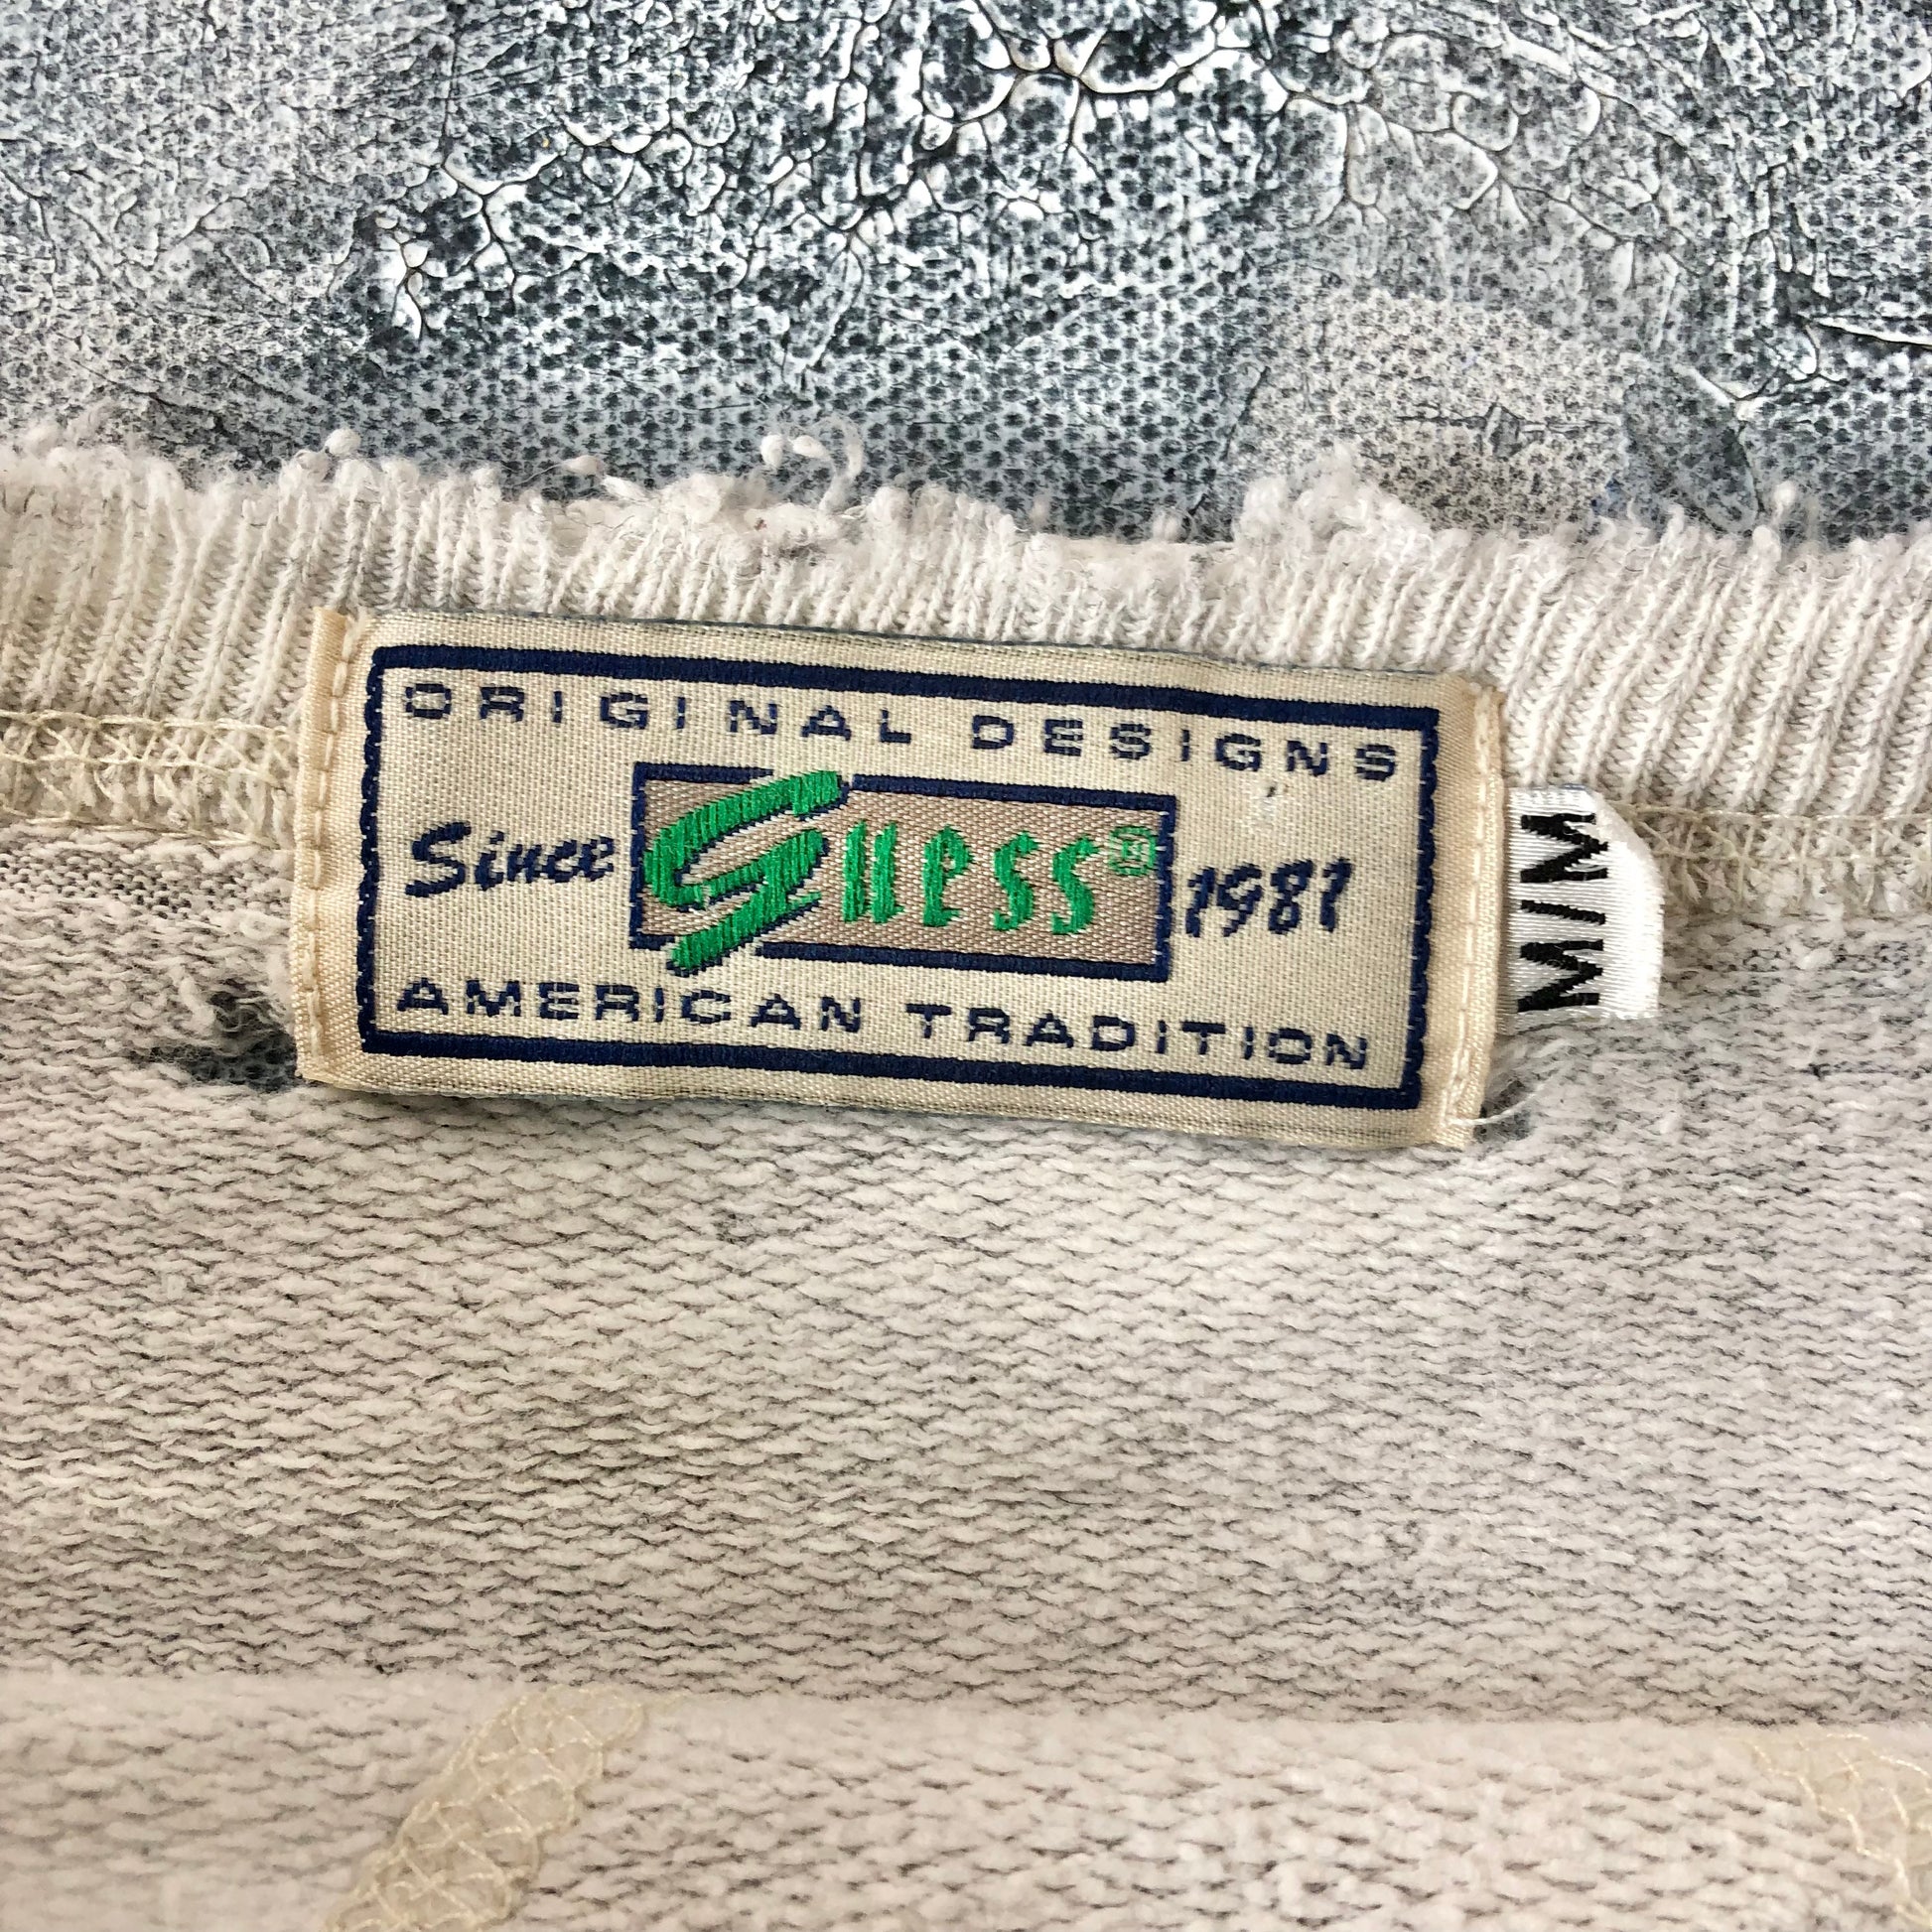 ORIGINAL DESIGNS
Since Guess® 1981
AMERICAN TRADITION
M/M